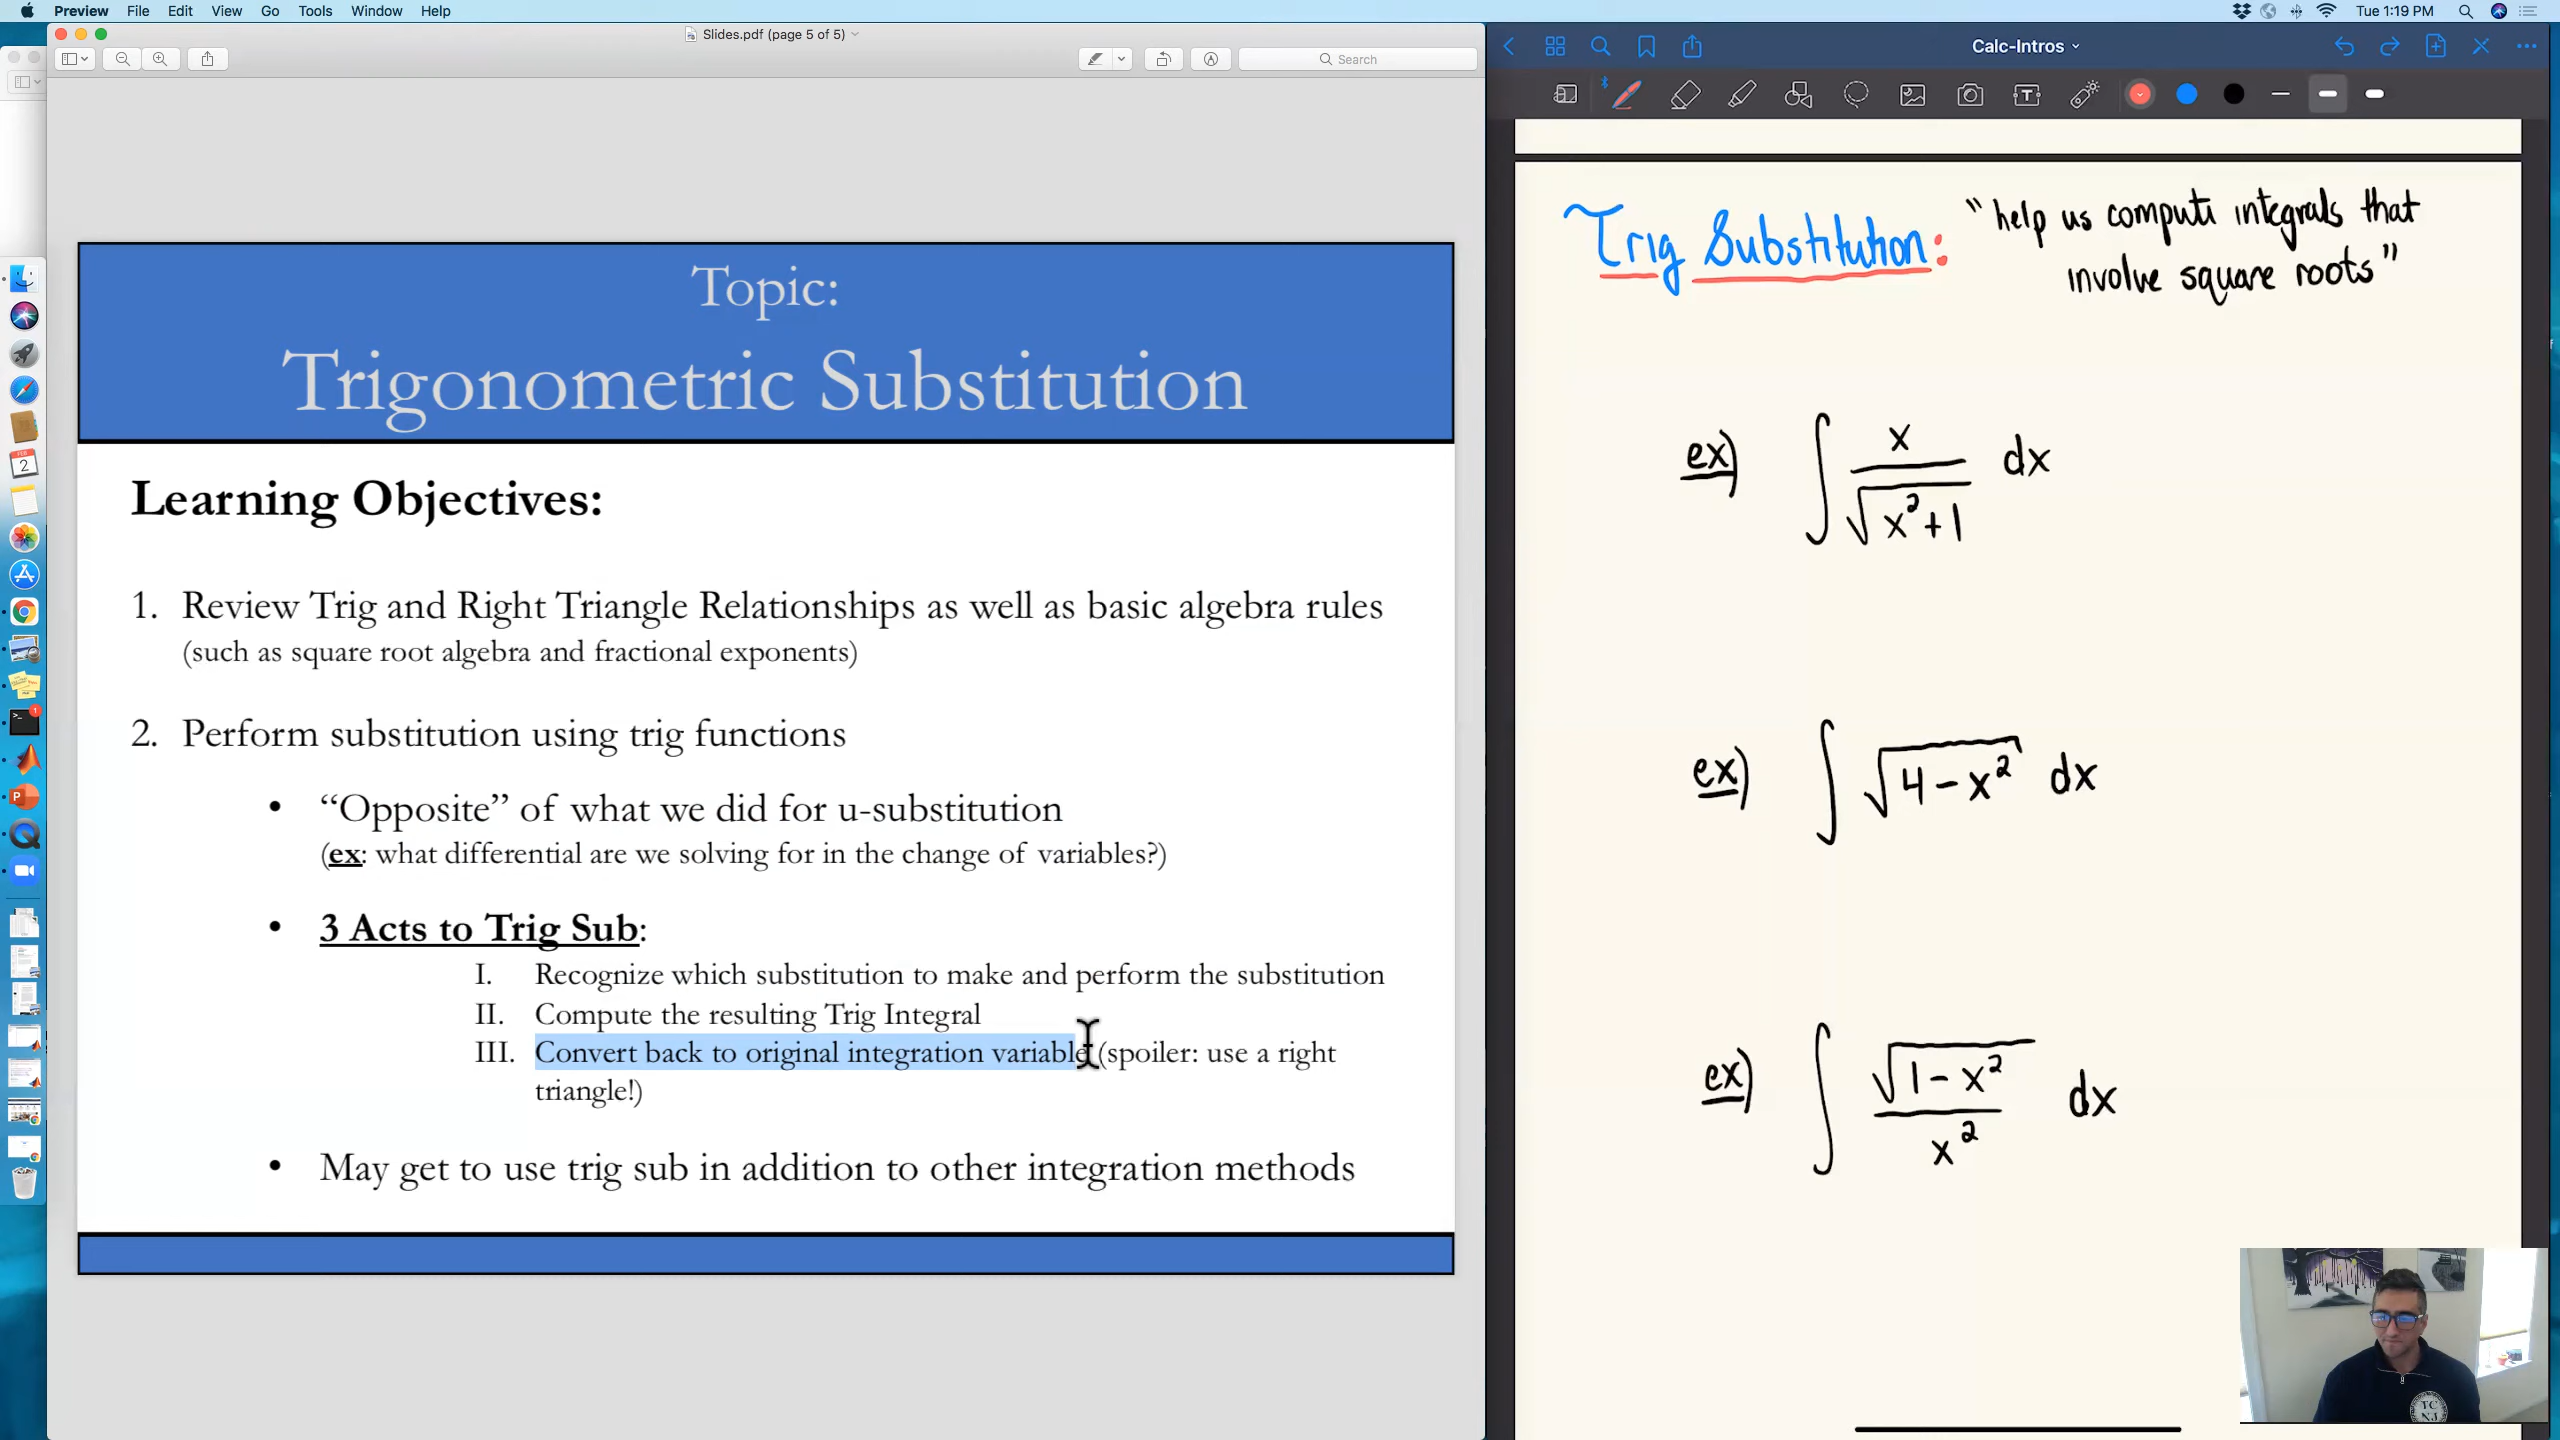 Preview File Edit View Go Tools Window Help
Tue 1:19 PM
Slides.pdf (page 5 of 5)
Search
Topic:
Trigonometric Substitution
Learning Objectives:
1. Review Trig and Right Triangle Relationships as well as basic algebra rules
(such as square root algebra and fractional exponents)
2. Perform substitution using trig functions
• “Opposite” of what we did for u-substitution
(ex: what differential are we solving for in the change of variables?)
• 3 Acts to Trig Sub:
I. Recognize which substitution to make and perform the substitution
II. Compute the resulting Trig Integral
III. Convert back to original integration variable (spoiler: use a right
triangle!)
• May get to use trig sub in addition to other integration methods
Calc-Intros
Trig Substitution: "help us compute integrals that
involve square roots"
ex) ∫ x/√(x²+1) dx
ex) ∫ √(4-x²) dx
ex) ∫ √(1-x²)/x² dx
FEB
2
1
TC
NJ